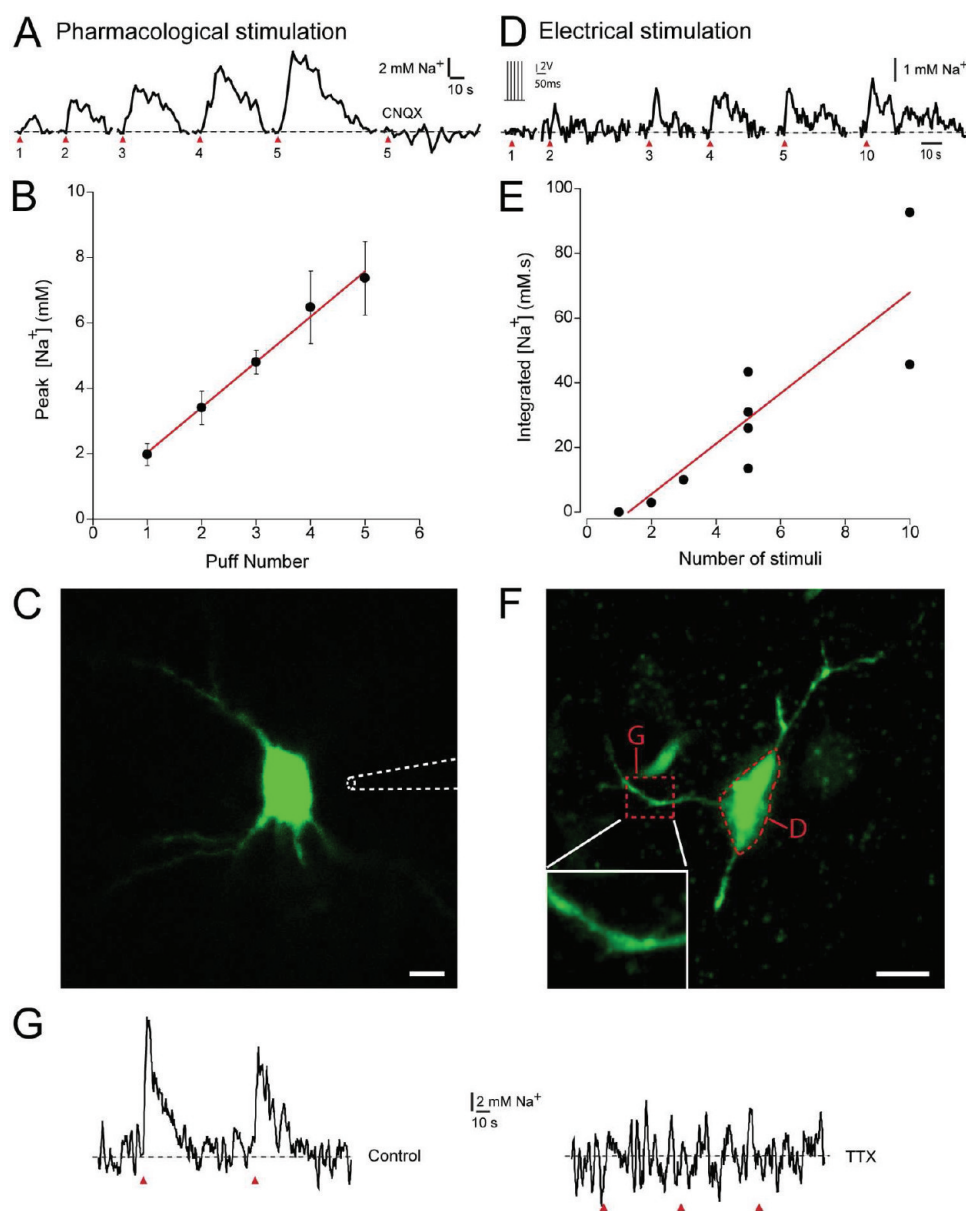 A Pharmacological stimulation
2 mM Na+
10 s
CNQX
1 2 3 4 5 5
D Electrical stimulation
2V
50ms
1 mM Na+
1 2 3 4 5 10
10 s
B
Peak [Na+] (mM)
10
8
6
4
2
0
0 1 2 3 4 5 6
Puff Number
E
Integrated [Na+] (mM.s)
100
80
60
40
20
0
0 2 4 6 8 10
Number of stimuli
C
F
G
D
G
Control
2 mM Na+
10 s
TTX